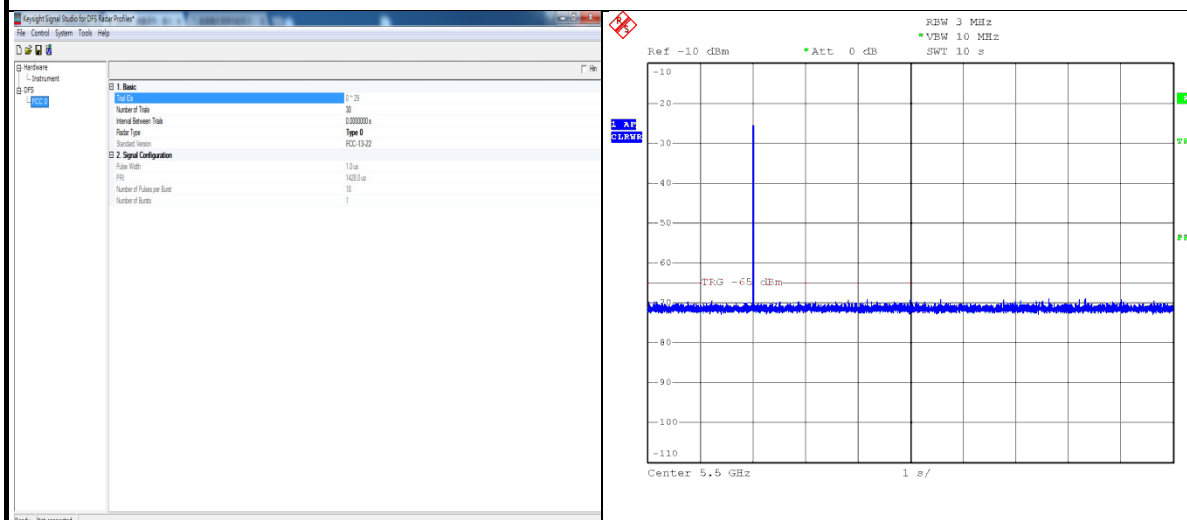 Keysight Signal Studio for DFS Radar Profiles*
File Control System Tools Help
Hardware
Instrument
DFS
FCC 0
Hin
1. Basic
Trial IDs 0 ~ 29
Number of Trials 30
Interval Between Trials 0.0000000 s
Radar Type Type 0
Standard Version FCC-13-22
2. Signal Configuration
Pulse Width 1.0 us
PRI 1428.0 us
Number of Pulses per Burst 18
Number of Bursts 1
RBW 3 MHz
*VBW 10 MHz
Ref -10 dBm *Att 0 dB SWT 10 s
-10
-20
1 AP
CLRWR
-30
-40
-50
-60
TRG -65 dBm
-70
-80
-90
-100
-110
Center 5.5 GHz 1 s/